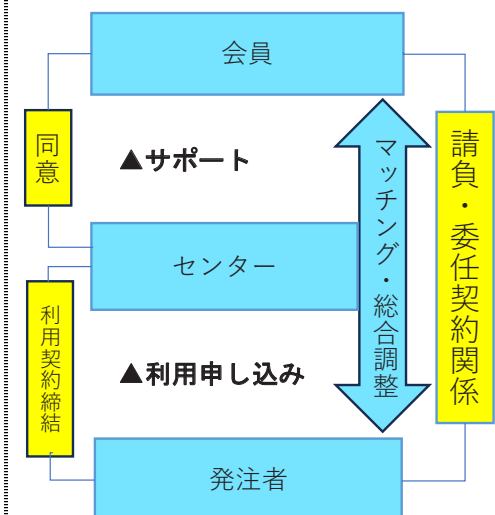 会員
同意
▲サポート
マッチング・総合調整
請負・委任契約関係
センター
利用契約締結
▲利用申し込み
発注者